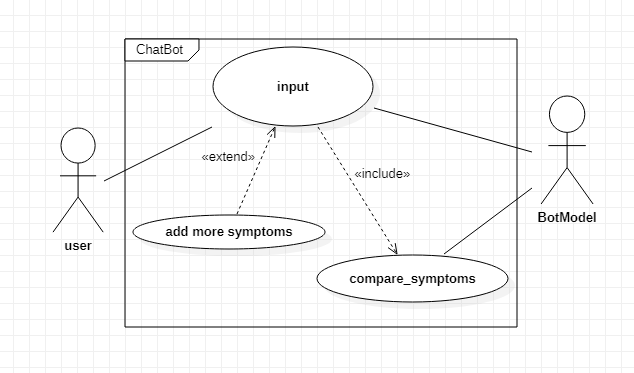 ChatBot
input
«extend»
«include»
add more symptoms
compare_symptoms
user
BotModel